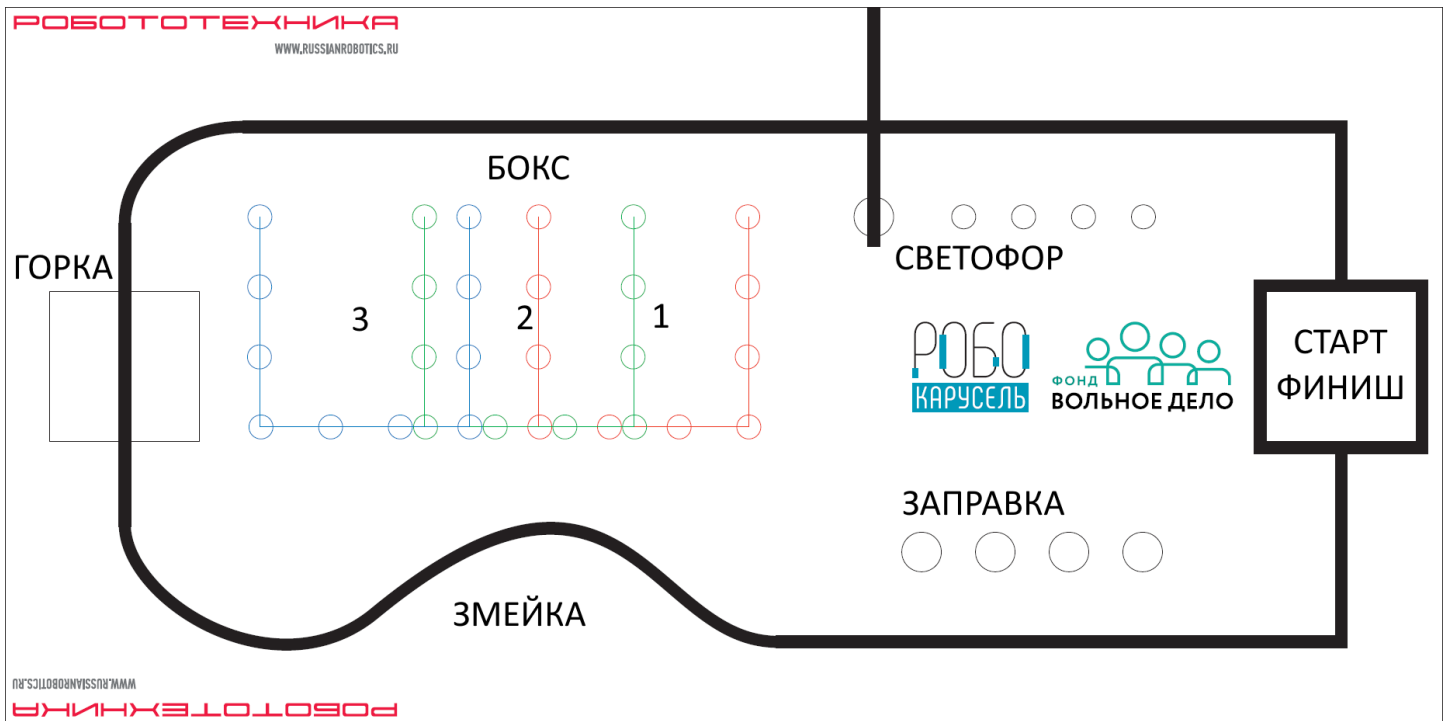 РОБОТОТЕХНИКА
WWW.RUSSIANROBOTICS.RU
БОКС
ГОРКА
СВЕТОФОР
3
2
1
РОБО
КАРУСЕЛЬ
ФОНД
ВОЛЬНОЕ ДЕЛО
СТАРТ
ФИНИШ
ЗАПРАВКА
ЗМЕЙКА
WWW.RUSSIANROBOTICS.RU
РОБОТОТЕХНИКА